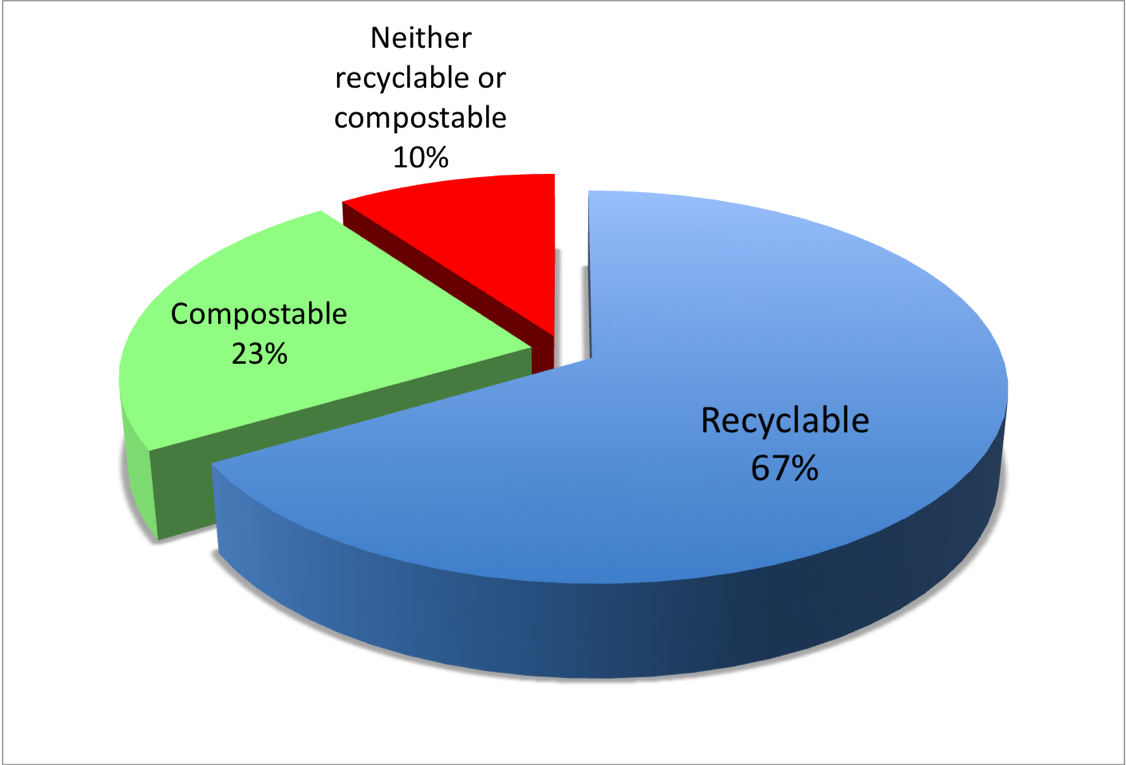 Neither
recyclable or
compostable
10%
Compostable
23%
Recyclable
67%